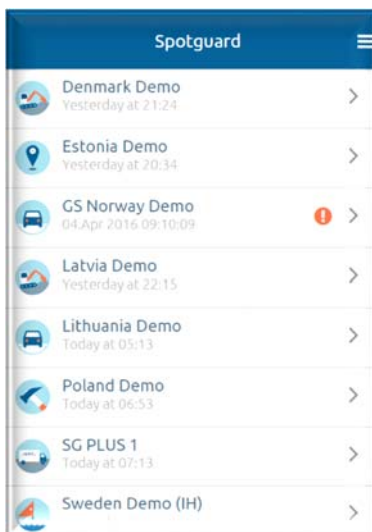 Spotguard
Denmark Demo
Yesterday at 21:24
Estonia Demo
Yesterday at 20:34
GS Norway Demo
04.Apr 2016 09:10:09
Latvia Demo
Yesterday at 22:15
Lithuania Demo
Today at 05:13
Poland Demo
Today at 06:53
SG PLUS 1
Today at 07:13
Sweden Demo (IH)